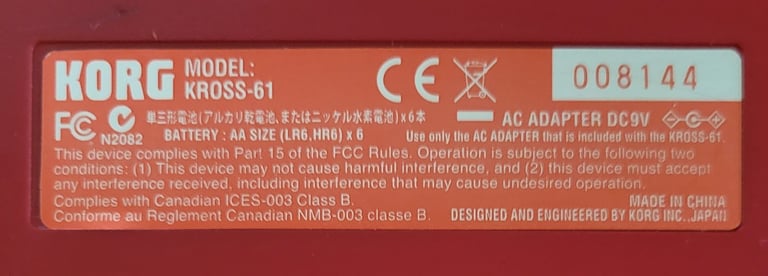 KORG MODEL:
KROSS-61
CE
008144
FC N2082
単三形電池(アルカリ乾電池、またはニッケル水素電池)x6本
BATTERY : AA SIZE (LR6,HR6) x 6
AC ADAPTER DC9V
Use only the AC ADAPTER that is included with the KROSS-61.
This device complies with Part 15 of the FCC Rules. Operation is subject to the following two
conditions: (1) This device may not cause harmful interference, and (2) this device must accept
any interference received, including interference that may cause undesired operation.
Complies with Canadian ICES-003 Class B.
Conforme au Reglement Canadian NMB-003 classe B.
MADE IN CHINA
DESIGNED AND ENGINEERED BY KORG INC.,JAPAN